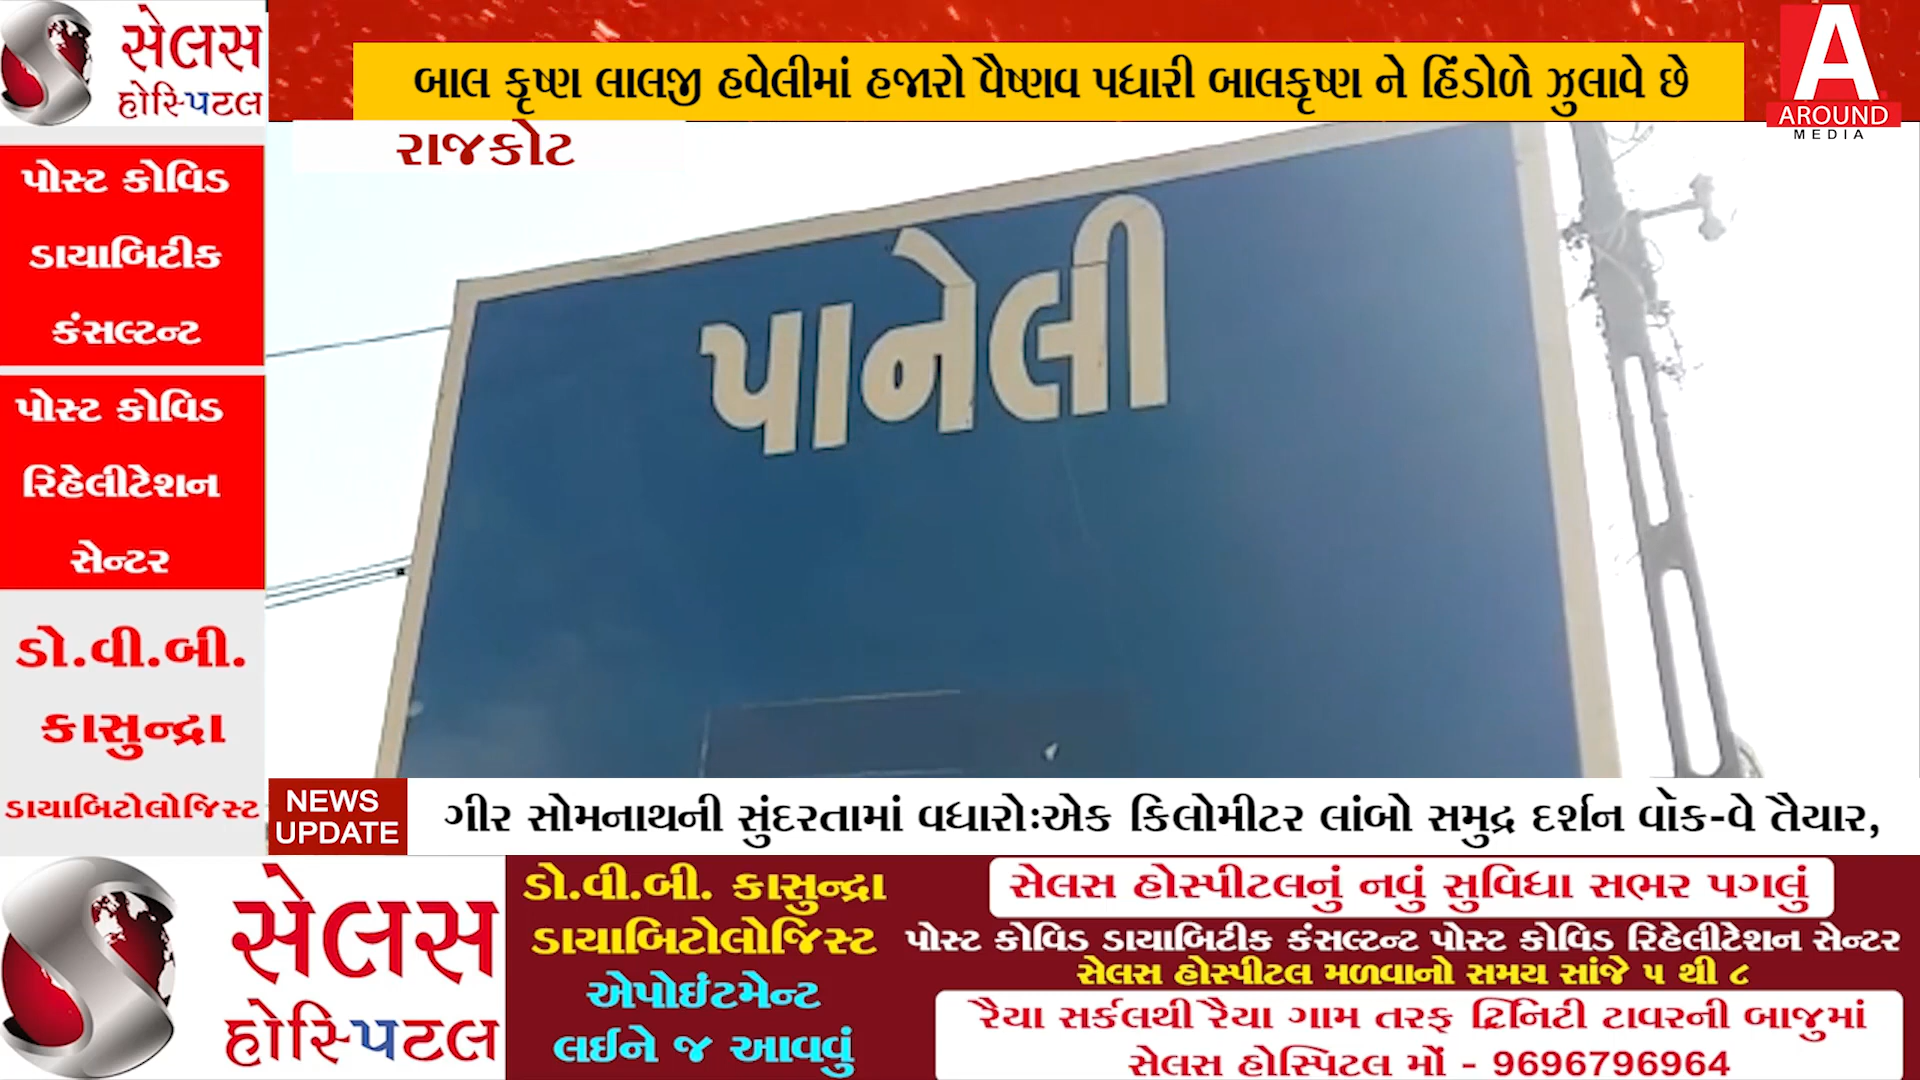 સેલસ
હોસ્પિટલ
બાલ કૃષ્ણ લાલજી હવેલીમાં હજારો વૈષ્ણવ પધારી બાલકૃષ્ણ ને હિંડોળે ઝુલાવે છે
A
AROUND
MEDIA
રાજકોટ
પાનેલી
પોસ્ટ કોવિડ
ડાયાબિટીક
કંસલ્ટન્ટ
પોસ્ટ કોવિડ
રિહેલીટેશન
સેન્ટર
ડો.વી.બી.
કાસુન્દ્રા
ડાયાબિટોલોજિસ્ટ
NEWS
UPDATE
ગીર સોમનાથની સુંદરતામાં વધારોઃએક કિલોમીટર લાંબો સમુદ્ર દર્શન વૉક-વે તૈયાર,
સેલસ
હોસ્પિટલ
ડો.વી.બી. કાસુન્દ્રા
ડાયાબિટોલોજિસ્ટ
એપોઇંટમેન્ટ
લઈને જ આવવું
સેલસ હોસ્પીટલનું નવું સુવિધા સભર પગલું
પોસ્ટ કોવિડ ડાયાબિટીક કંસલ્ટન્ટ પોસ્ટ કોવિડ રિહેલીટેશન સેન્ટર
સેલસ હોસ્પીટલ મળવાનો સમય સાંજે ૫ થી ૮
રૈયા સર્કલથી રૈયા ગામ તરફ ટ્રિનિટી ટાવરની બાજુમાં
સેલસ હોસ્પિટલ મોં - 9696796964